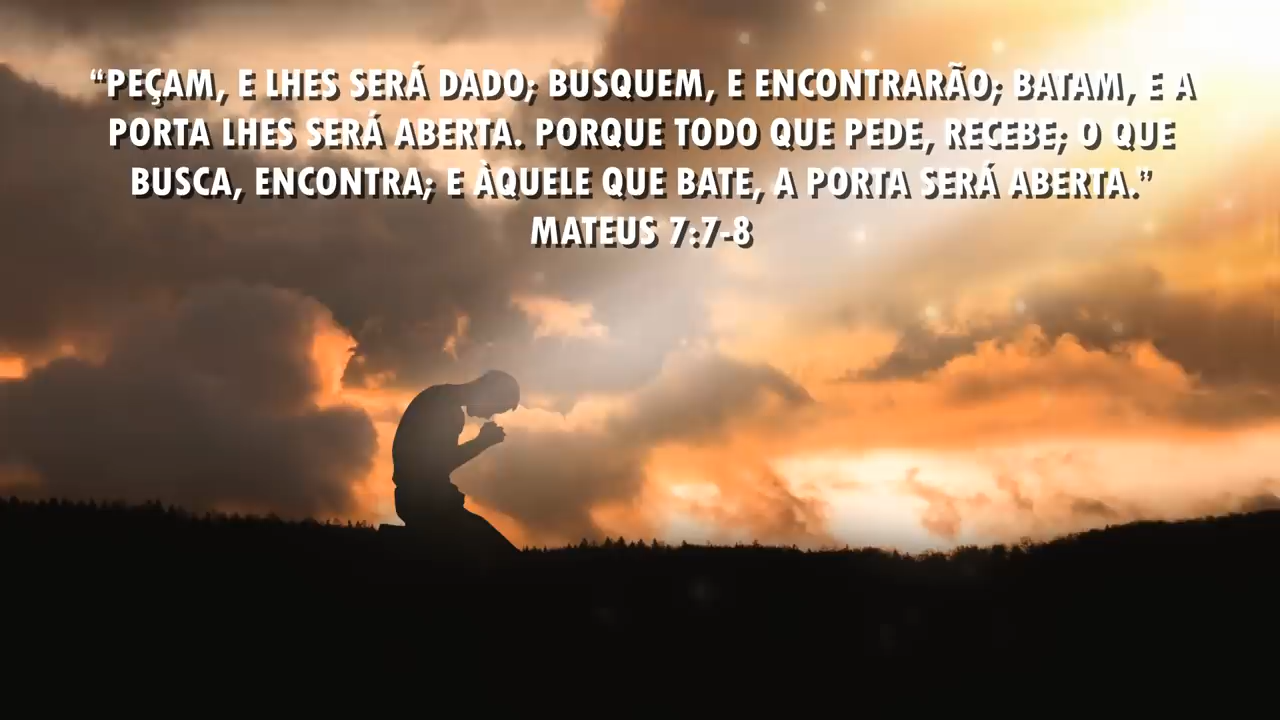 “PEÇAM, E LHES SERÁ DADO; BUSQUEM, E ENCONTRARÃO; BATAM, E A
PORTA LHES SERÁ ABERTA. PORQUE TODO QUE PEDE, RECEBE; O QUE
BUSCA, ENCONTRA; E ÀQUELE QUE BATE, A PORTA SERÁ ABERTA.”
MATEUS 7:7-8